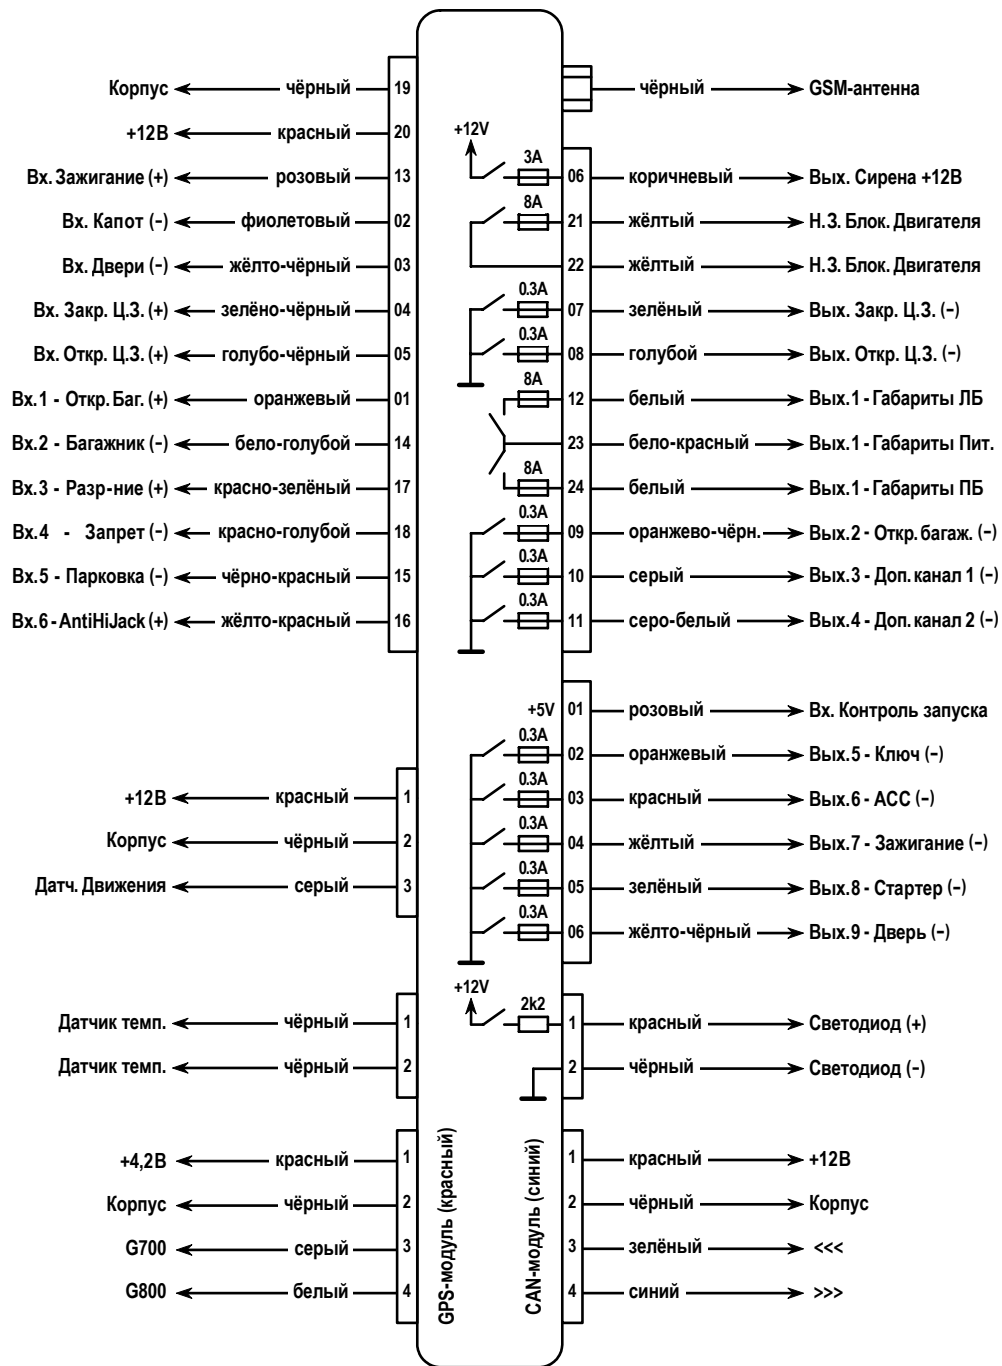 Корпус чёрный 19 чёрный GSM-антенна
+12В красный 20 +12V
3A
Вх. Зажигание (+) розовый 13 06 коричневый Вых. Сирена +12В
8A
Вх. Капот (-) фиолетовый 02 21 жёлтый Н.З. Блок. Двигателя
Вх. Двери (-) жёлто-чёрный 03 22 жёлтый Н.З. Блок. Двигателя
0.3A
Вх. Закр. Ц.З. (+) зелёно-чёрный 04 07 зелёный Вых. Закр. Ц.З. (-)
0.3A
Вх. Откр. Ц.З. (+) голубо-чёрный 05 08 голубой Вых. Откр. Ц.З. (-)
8A
Вх.1 - Откр. Баг. (+) оранжевый 01 12 белый Вых.1 - Габариты ЛБ
Вх.2 - Багажник (-) бело-голубой 14 23 бело-красный Вых.1 - Габариты Пит.
8A
Вх.3 - Разр-ние (+) красно-зелёный 17 24 белый Вых.1 - Габариты ПБ
0.3A
Вх.4 - Запрет (-) красно-голубой 18 09 оранжево-чёрн. Вых.2 - Откр. багаж. (-)
0.3A
Вх.5 - Парковка (-) чёрно-красный 15 10 серый Вых.3 - Доп. канал 1 (-)
0.3A
Вх.6 - AntiHiJack (+) жёлто-красный 16 11 серо-белый Вых.4 - Доп. канал 2 (-)
+5V 01 розовый Вх. Контроль запуска
0.3A
02 оранжевый Вых.5 - Ключ (-)
0.3A
+12В красный 1 03 красный Вых.6 - ACC (-)
0.3A
Корпус чёрный 2 04 жёлтый Вых.7 - Зажигание (-)
0.3A
Датч. Движения серый 3 05 зелёный Вых.8 - Стартер (-)
0.3A
06 жёлто-чёрный Вых.9 - Дверь (-)
+12V 2k2
Датчик темп. чёрный 1 1 красный Светодиод (+)
Датчик темп. чёрный 2 2 чёрный Светодиод (-)
GPS-модуль (красный)
CAN-модуль (синий)
+4,2В красный 1 1 красный +12В
Корпус чёрный 2 2 чёрный Корпус
G700 серый 3 3 зелёный <<<
G800 белый 4 4 синий >>>